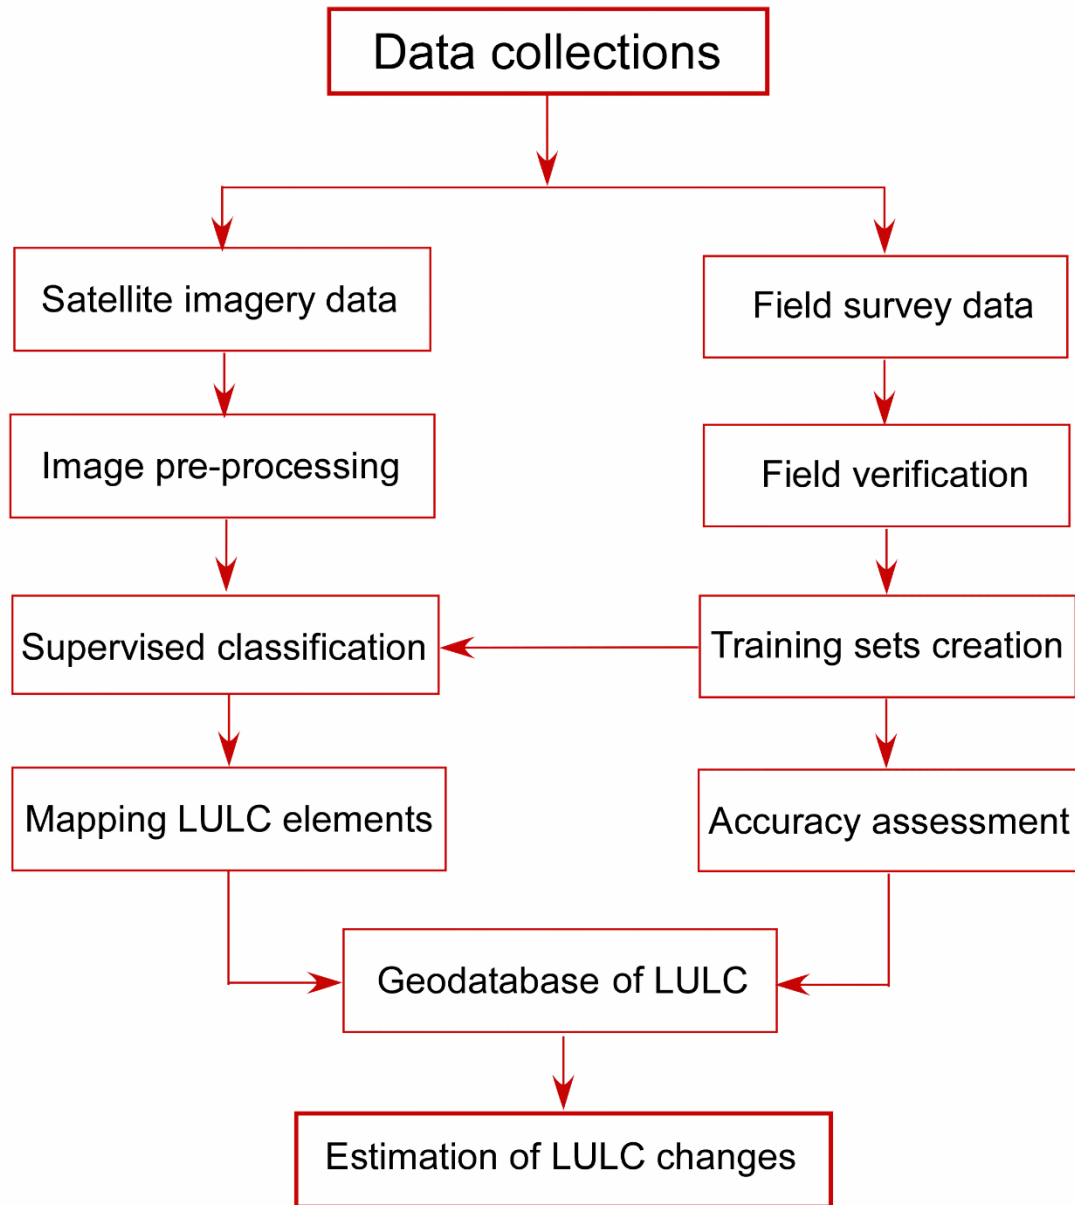 Data collections
Satellite imagery data
Field survey data
Image pre-processing
Field verification
Supervised classification
Training sets creation
Mapping LULC elements
Accuracy assessment
Geodatabase of LULC
Estimation of LULC changes